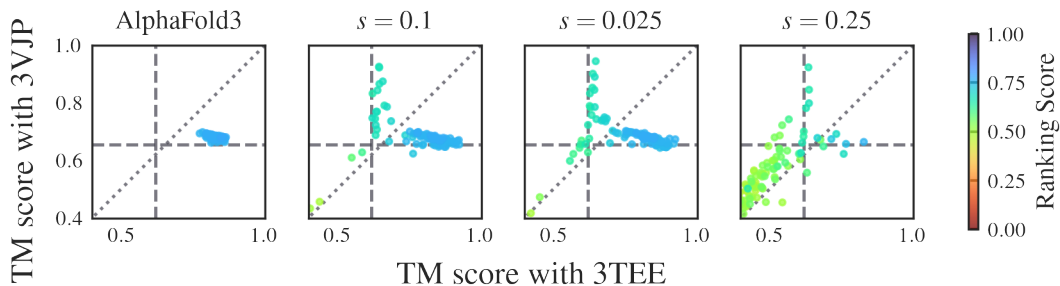 AlphaFold3
s = 0.1
s = 0.025
s = 0.25
TM score with 3VJP
1.0
0.8
0.6
0.4
0.5
1.0
0.5
1.0
0.5
1.0
0.5
1.0
TM score with 3TEE
1.00
0.75
0.50
0.25
0.00
Ranking Score